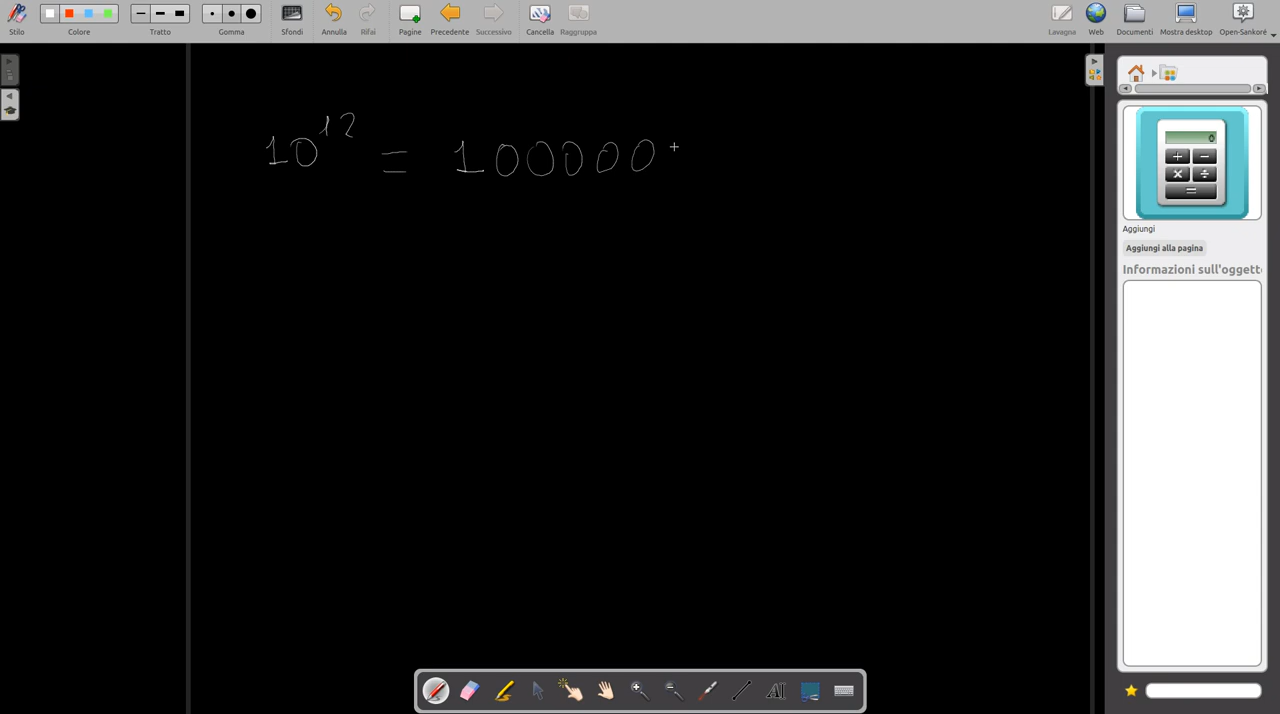 Stilo Colore Tratto Gomma Sfondi Annulla Rifai Pagine Precedente Successivo Cancella Raggruppa Lavagna Web Documenti Mostra desktop Open-Sankoré
10¹² = 100000
0
Aggiungi
Aggiungi alla pagina
Informazioni sull'oggett